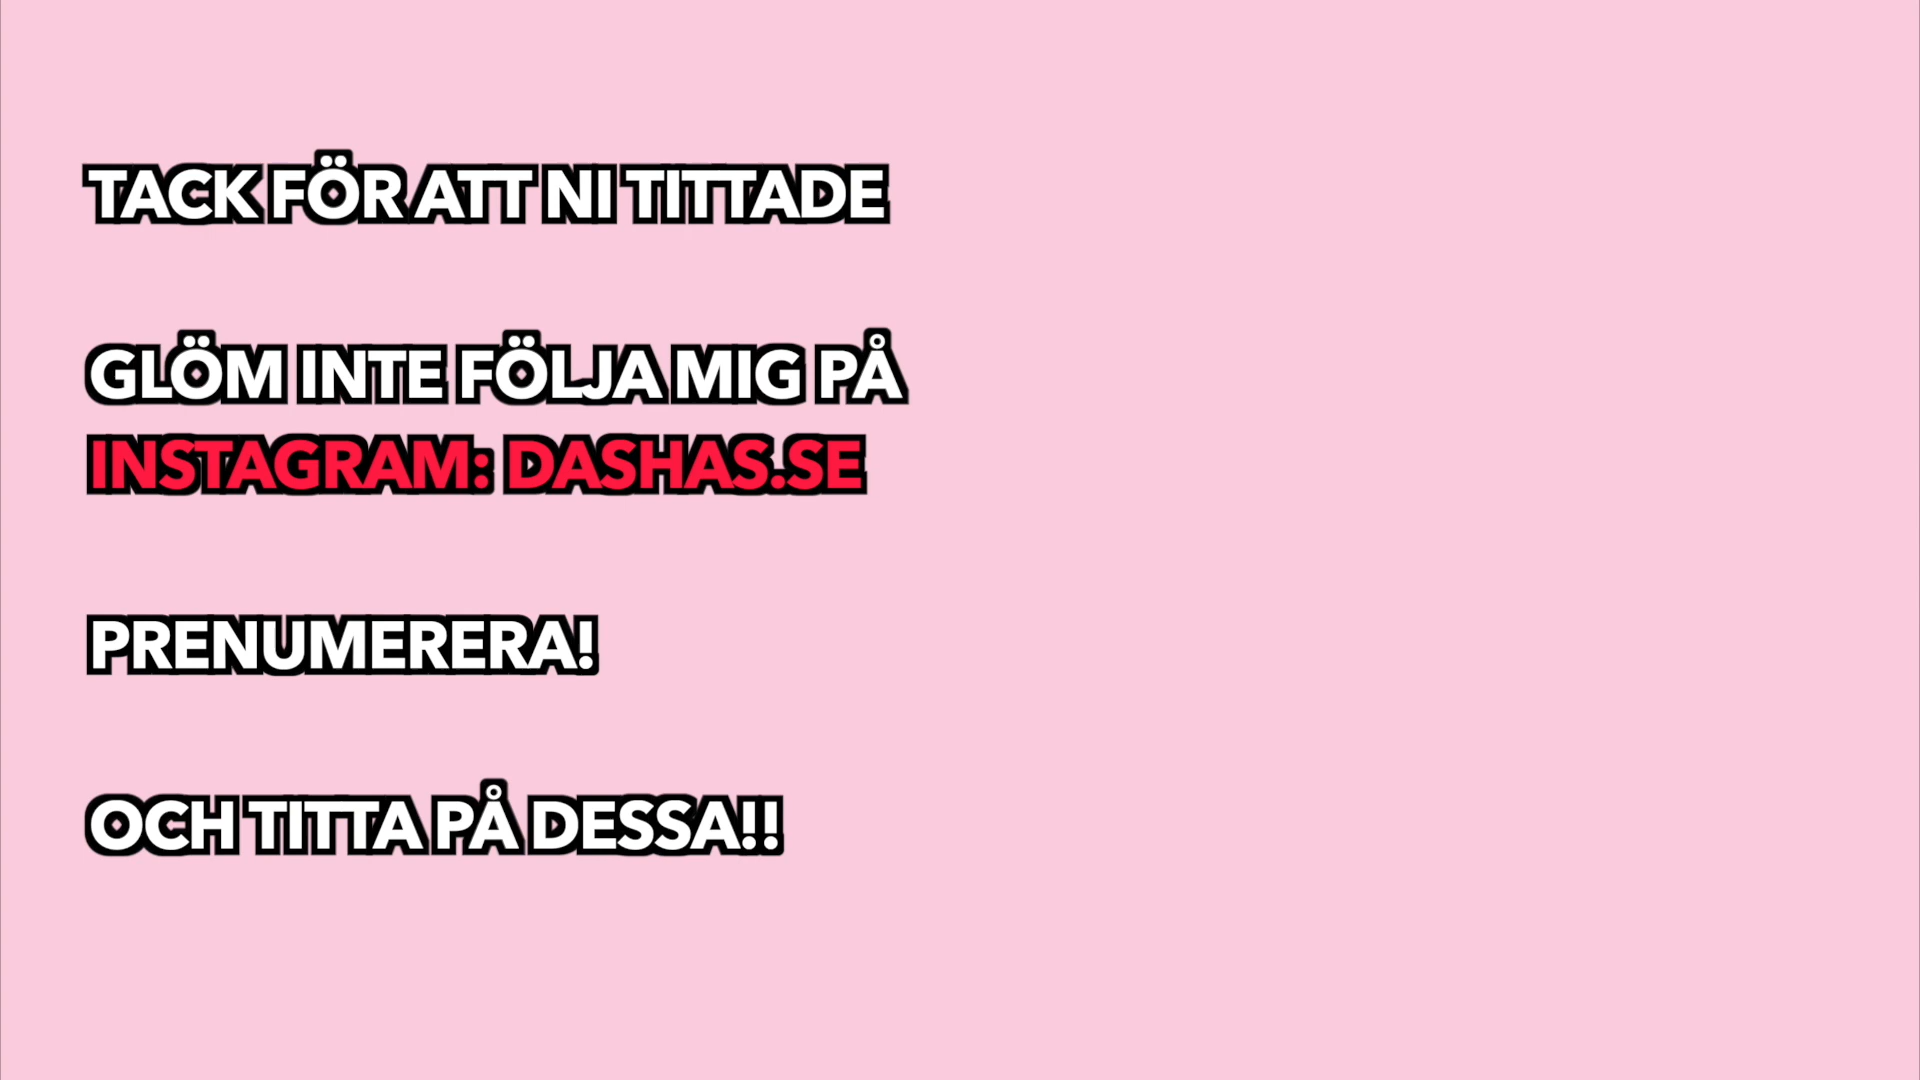 TACK FÖR ATT NI TITTADE
GLÖM INTE FÖLJA MIG PÅ
INSTAGRAM: DASHAS.SE
PRENUMERERA!
OCH TITTA PÅ DESSA!!